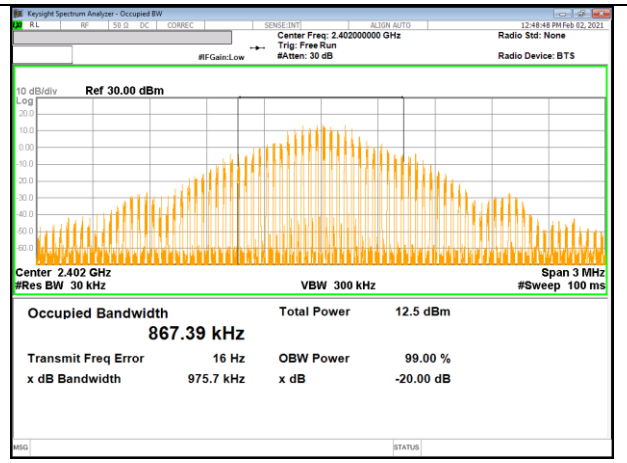 Keysight Spectrum Analyzer - Occupied BW
RL RF 50 Ω DC CORREC SENSE:INT ALIGN AUTO 12:48:48 PM Feb 02, 2021
Center Freq: 2.402000000 GHz Radio Std: None
Trig: Free Run
#IFGain:Low #Atten: 30 dB Radio Device: BTS
10 dB/div Ref 30.00 dBm
Log
20.0
10.0
0.00
-10.0
-20.0
-30.0
-40.0
-50.0
-60.0
Center 2.402 GHz Span 3 MHz
#Res BW 30 kHz VBW 300 kHz #Sweep 100 ms
Occupied Bandwidth Total Power 12.5 dBm
867.39 kHz
Transmit Freq Error 16 Hz OBW Power 99.00 %
x dB Bandwidth 975.7 kHz x dB -20.00 dB
MSG STATUS